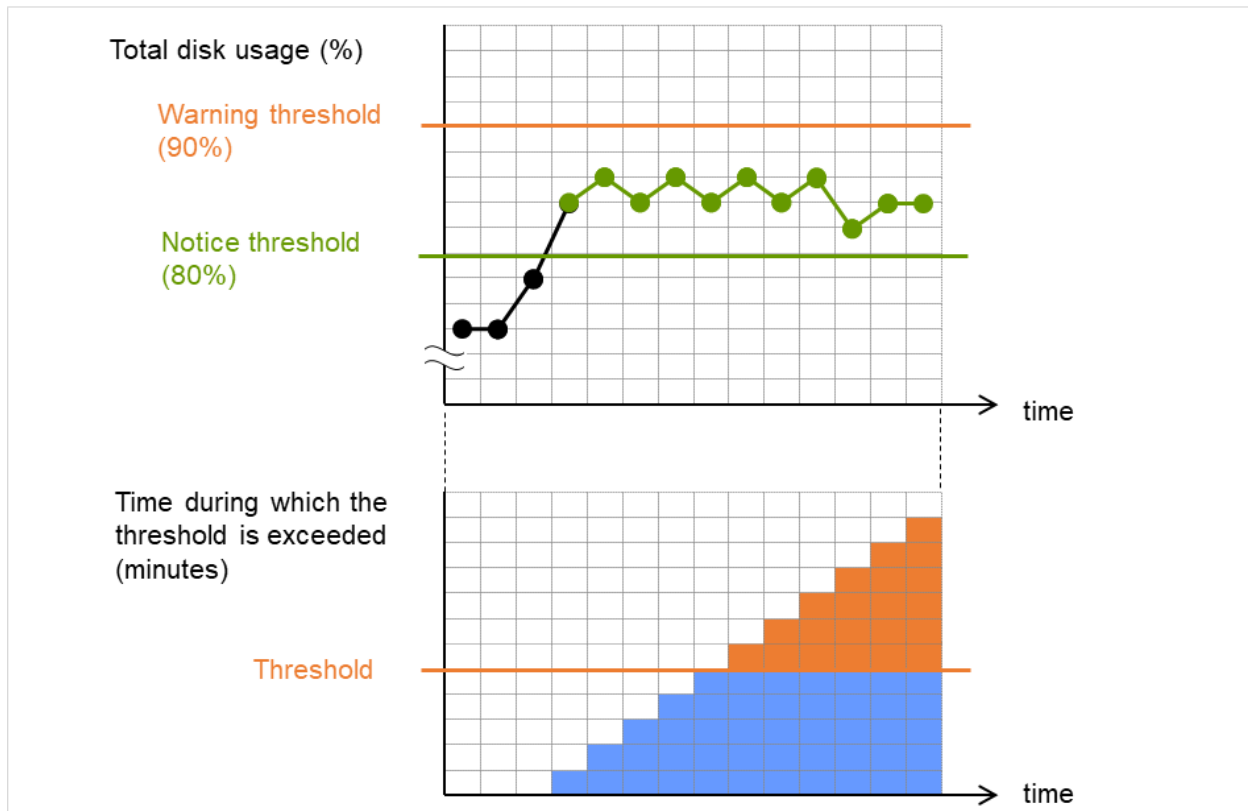 Total disk usage (%)
Warning threshold
(90%)
Notice threshold
(80%)
time
Time during which the
threshold is exceeded
(minutes)
Threshold
time